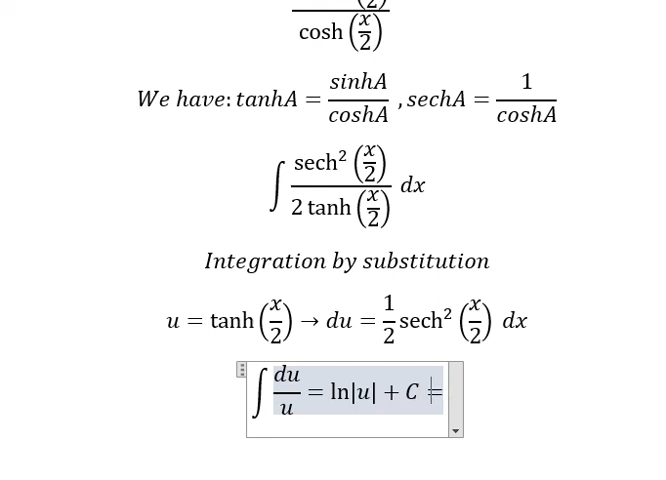 2)
cosh (x/2)
We have: tanhA = sinhA/coshA , sechA = 1/coshA
∫ sech² (x/2) / 2 tanh (x/2) dx
Integration by substitution
u = tanh (x/2) → du = 1/2 sech² (x/2) dx
∫ du/u = ln|u| + C =